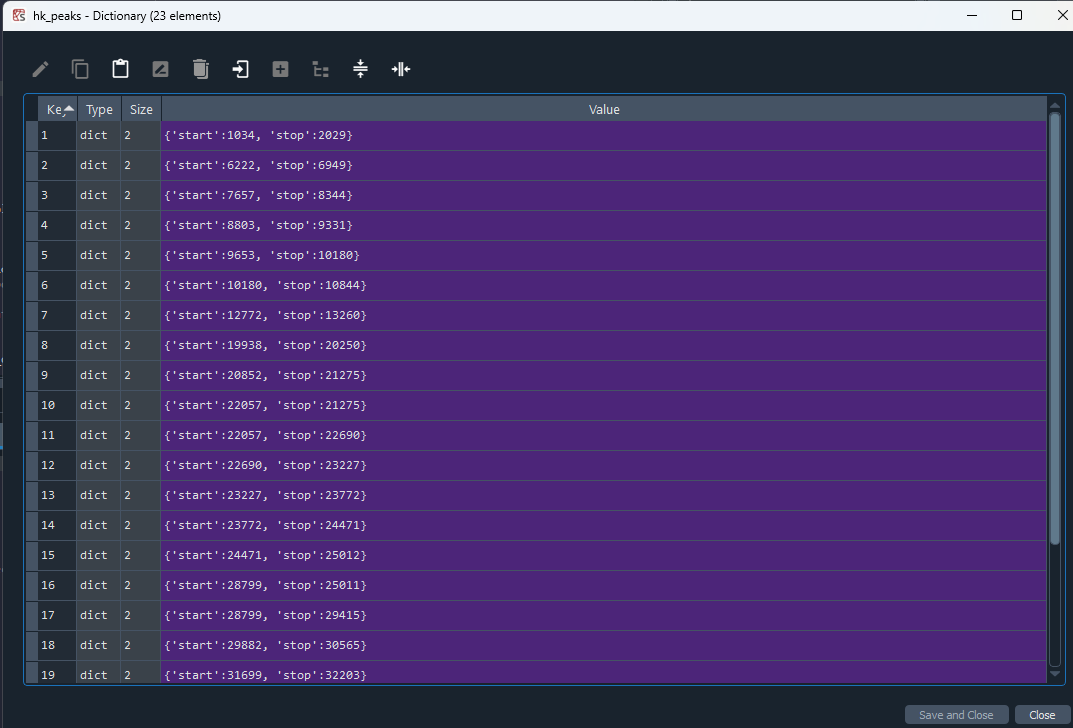 hk_peaks - Dictionary (23 elements)
Ke Type Size Value
1 dict 2 {'start':1034, 'stop':2029}
2 dict 2 {'start':6222, 'stop':6949}
3 dict 2 {'start':7657, 'stop':8344}
4 dict 2 {'start':8803, 'stop':9331}
5 dict 2 {'start':9653, 'stop':10180}
6 dict 2 {'start':10180, 'stop':10844}
7 dict 2 {'start':12772, 'stop':13260}
8 dict 2 {'start':19938, 'stop':20250}
9 dict 2 {'start':20852, 'stop':21275}
10 dict 2 {'start':22057, 'stop':21275}
11 dict 2 {'start':22057, 'stop':22690}
12 dict 2 {'start':22690, 'stop':23227}
13 dict 2 {'start':23227, 'stop':23772}
14 dict 2 {'start':23772, 'stop':24471}
15 dict 2 {'start':24471, 'stop':25012}
16 dict 2 {'start':28799, 'stop':25011}
17 dict 2 {'start':28799, 'stop':29415}
18 dict 2 {'start':29882, 'stop':30565}
19 dict 2 {'start':31699, 'stop':32203}
Save and Close Close